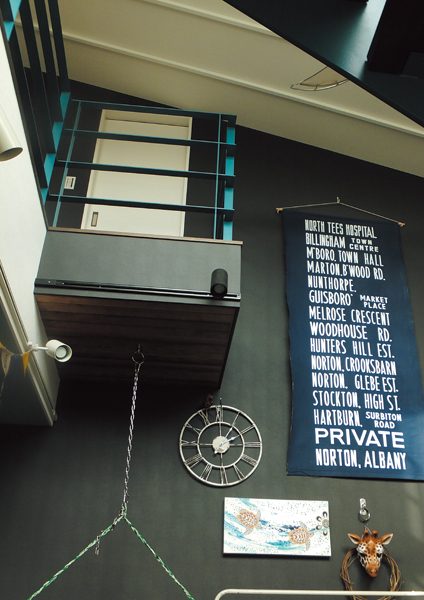 NORTH TEES HOSPITAL
BILLINGHAM TOWN CENTRE
M'BORO, TOWN HALL
MARTON, B'WOOD RD.
NUNTHORPE.
GUISBORO' MARKET PLACE
MELROSE CRESCENT
WOODHOUSE RD.
HUNTERS HILL EST.
NORTON, CROOKSBARN
NORTON. GLEBE EST.
STOCKTON, HIGH ST.
HARTBURN, SURBITON ROAD
PRIVATE
NORTON, ALBANY